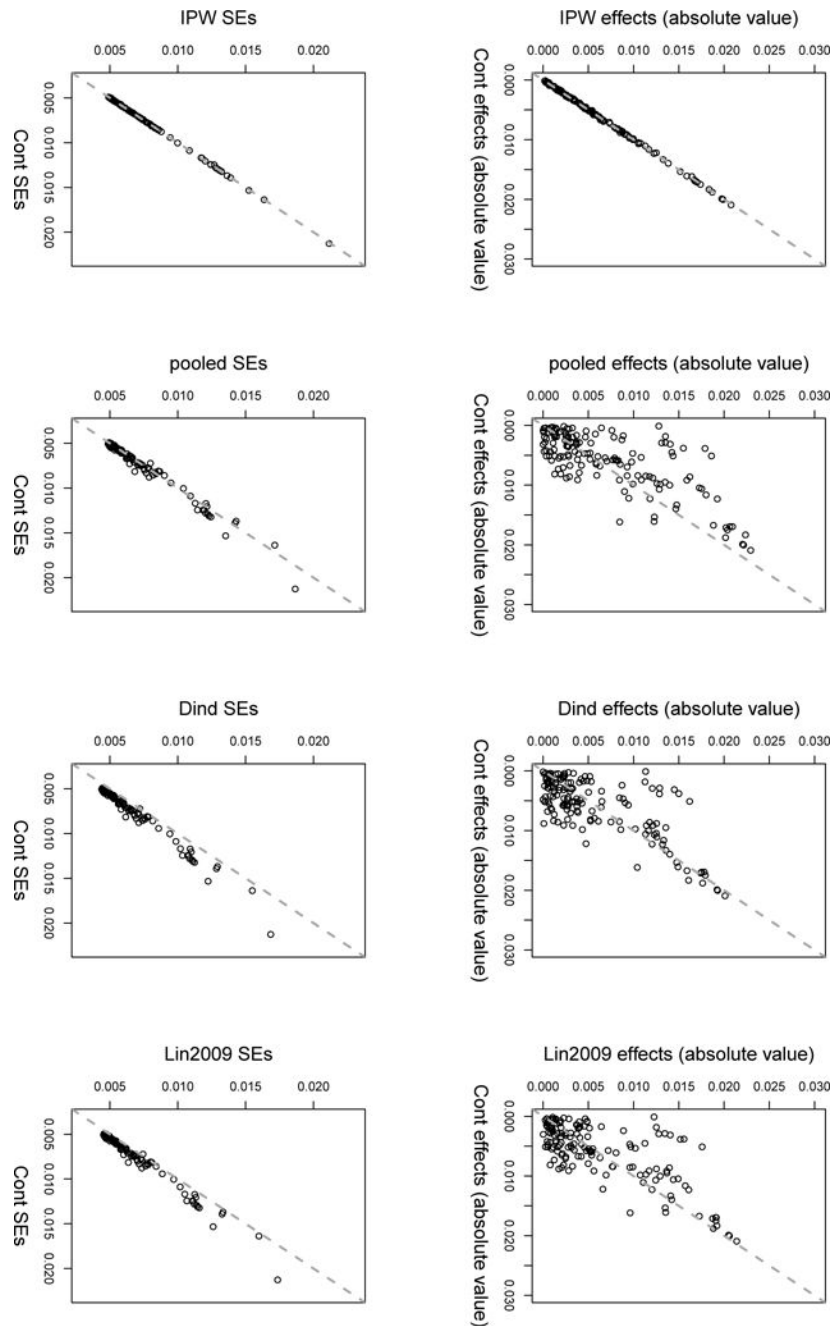 IPW SEs
0.005 0.010 0.015 0.020
0.005 0.010 0.015 0.020
Cont SEs
IPW effects (absolute value)
0.000 0.005 0.010 0.015 0.020 0.025 0.030
0.000 0.010 0.020 0.030
Cont effects (absolute value)
pooled SEs
0.005 0.010 0.015 0.020
0.005 0.010 0.015 0.020
Cont SEs
pooled effects (absolute value)
0.000 0.005 0.010 0.015 0.020 0.025 0.030
0.000 0.010 0.020 0.030
Cont effects (absolute value)
Dind SEs
0.005 0.010 0.015 0.020
0.005 0.010 0.015 0.020
Cont SEs
Dind effects (absolute value)
0.000 0.005 0.010 0.015 0.020 0.025 0.030
0.000 0.010 0.020 0.030
Cont effects (absolute value)
Lin2009 SEs
0.005 0.010 0.015 0.020
0.005 0.010 0.015 0.020
Cont SEs
Lin2009 effects (absolute value)
0.000 0.005 0.010 0.015 0.020 0.025 0.030
0.000 0.010 0.020 0.030
Cont effects (absolute value)